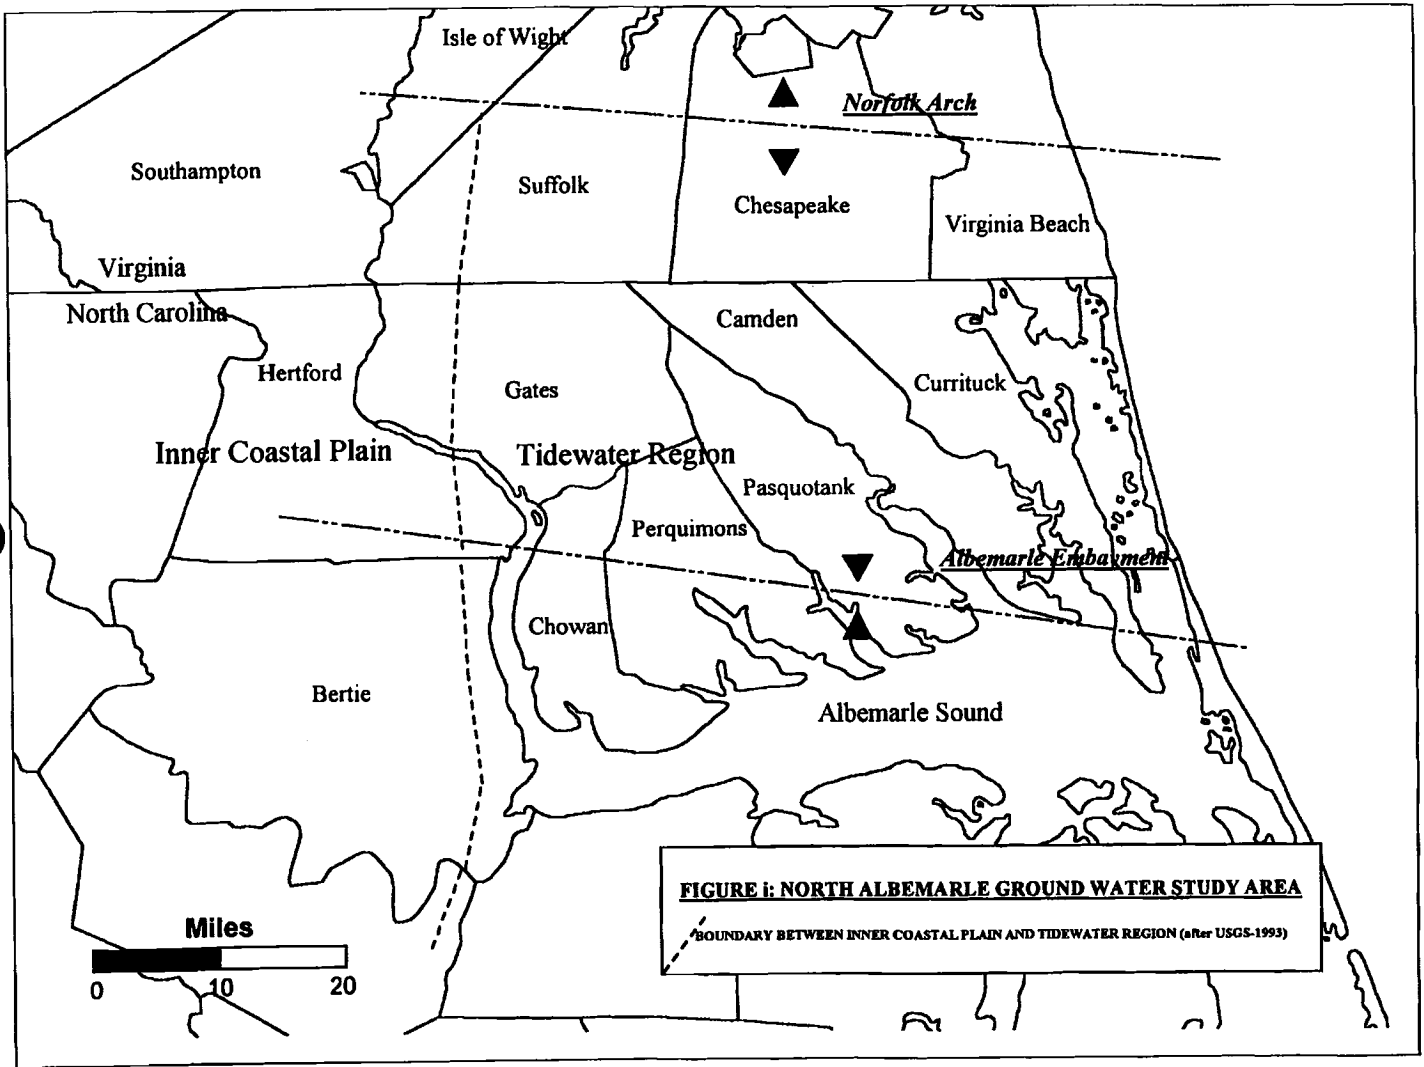 Isle of Wight
Norfolk Arch
Southampton
Suffolk
Chesapeake
Virginia Beach
Virginia
North Carolina
Camden
Hertford
Gates
Currituck
Inner Coastal Plain
Tidewater Region
Pasquotank
Perquimons
Albemarle Embayment
Chowan
Bertie
Albemarle Sound
FIGURE i: NORTH ALBEMARLE GROUND WATER STUDY AREA
BOUNDARY BETWEEN INNER COASTAL PLAIN AND TIDEWATER REGION (after USGS-1993)
Miles
0 10 20